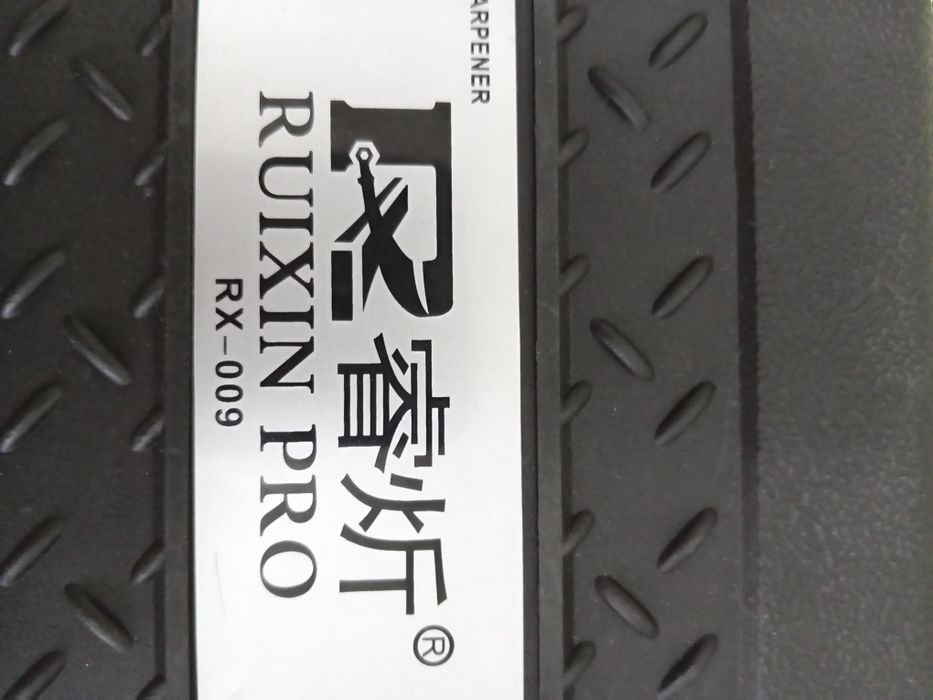 ARPENER
睿炘®
RUIXIN PRO
RX-009